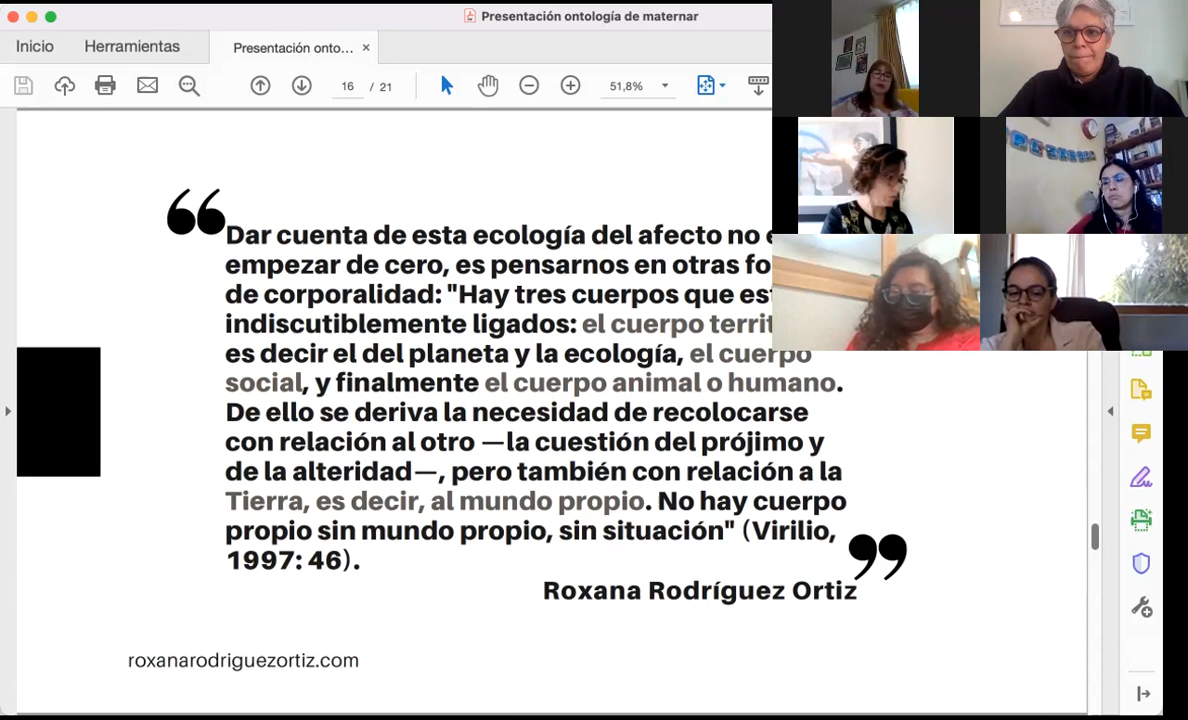 Presentación ontología de maternar
Inicio
Herramientas
Presentación onto... ×
16 / 21
51,8%
“
Dar cuenta de esta ecología del afecto no
empezar de cero, es pensarnos en otras
de corporalidad: "Hay tres cuerpos que
indiscutiblemente ligados: el cuerpo
es decir el del planeta y la ecología, el cuerpo
social, y finalmente el cuerpo animal o humano.
De ello se deriva la necesidad de recolocarse
con relación al otro —la cuestión del prójimo y
de la alteridad—, pero también con relación a la
Tierra, es decir, al mundo propio. No hay cuerpo
propio sin mundo propio, sin situación" (Virilio,
1997: 46).
”
Roxana Rodríguez Ortiz
roxanarodriguezortiz.com